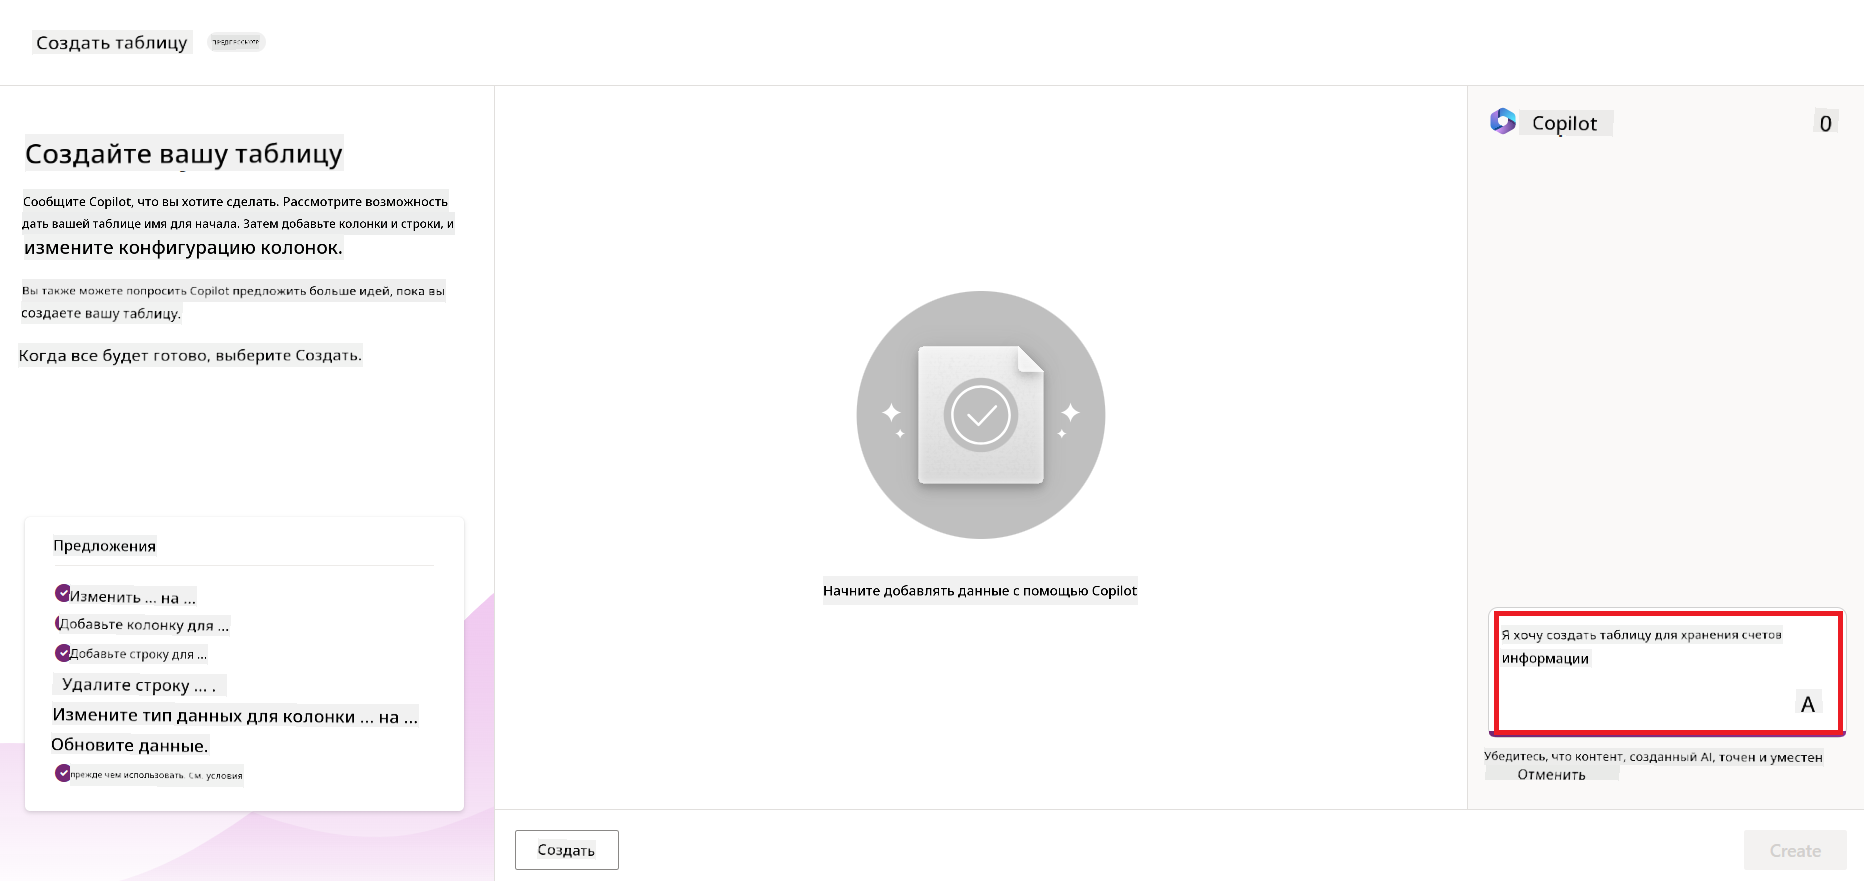 Создать таблицу
предпросмотр
Создайте вашу таблицу
Сообщите Copilot, что вы хотите сделать. Рассмотрите возможность
дать вашей таблице имя для начала. Затем добавьте колонки и строки, и
измените конфигурацию колонок.
Вы также можете попросить Copilot предложить больше идей, пока вы
создаете вашу таблицу.
Когда все будет готово, выберите Создать.
Предложения
Изменить ... на ...
Добавьте колонку для ...
Добавьте строку для ...
Удалите строку ... .
Измените тип данных для колонки ... на ...
Обновите данные.
прежде чем использовать. См. условия
Начните добавлять данные с помощью Copilot
Создать
Copilot
0
Я хочу создать таблицу для хранения счетов
информации
A
Убедитесь, что контент, созданный AI, точен и уместен
Отменить
Create